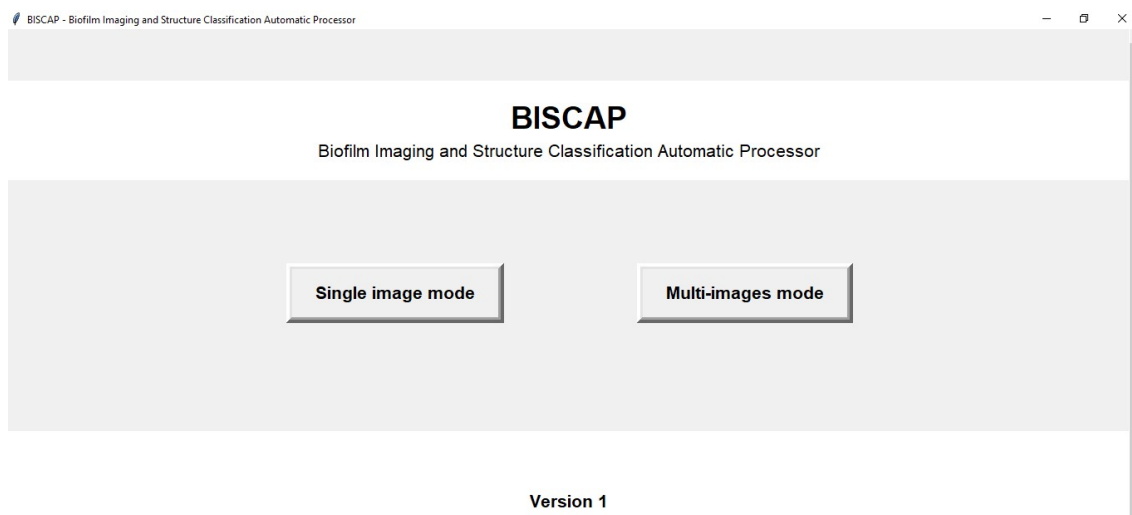 BISCAP - Biofilm Imaging and Structure Classification Automatic Processor
BISCAP
Biofilm Imaging and Structure Classification Automatic Processor
Single image mode
Multi-images mode
Version 1